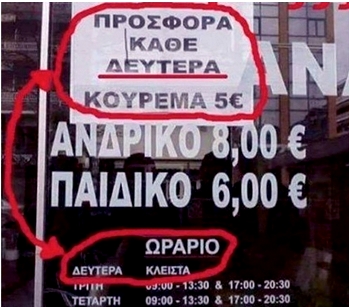 ΠΡΟΣΦΟΡΑ
ΚΑΘΕ
ΔΕΥΤΕΡΑ
ΚΟΥΡΕΜΑ 5€
ΑΝΔΡΙΚΟ 8,00 €
ΠΑΙΔΙΚΟ 6,00 €
ΩΡΑΡΙΟ
ΔΕΥΤΕΡΑ ΚΛΕΙΣΤΑ
ΤΡΙΤΗ 09:00 - 13:30 & 17:00 - 20:30
ΤΕΤΑΡΤΗ 09:00 - 13:30 & 17:00 - 20:30